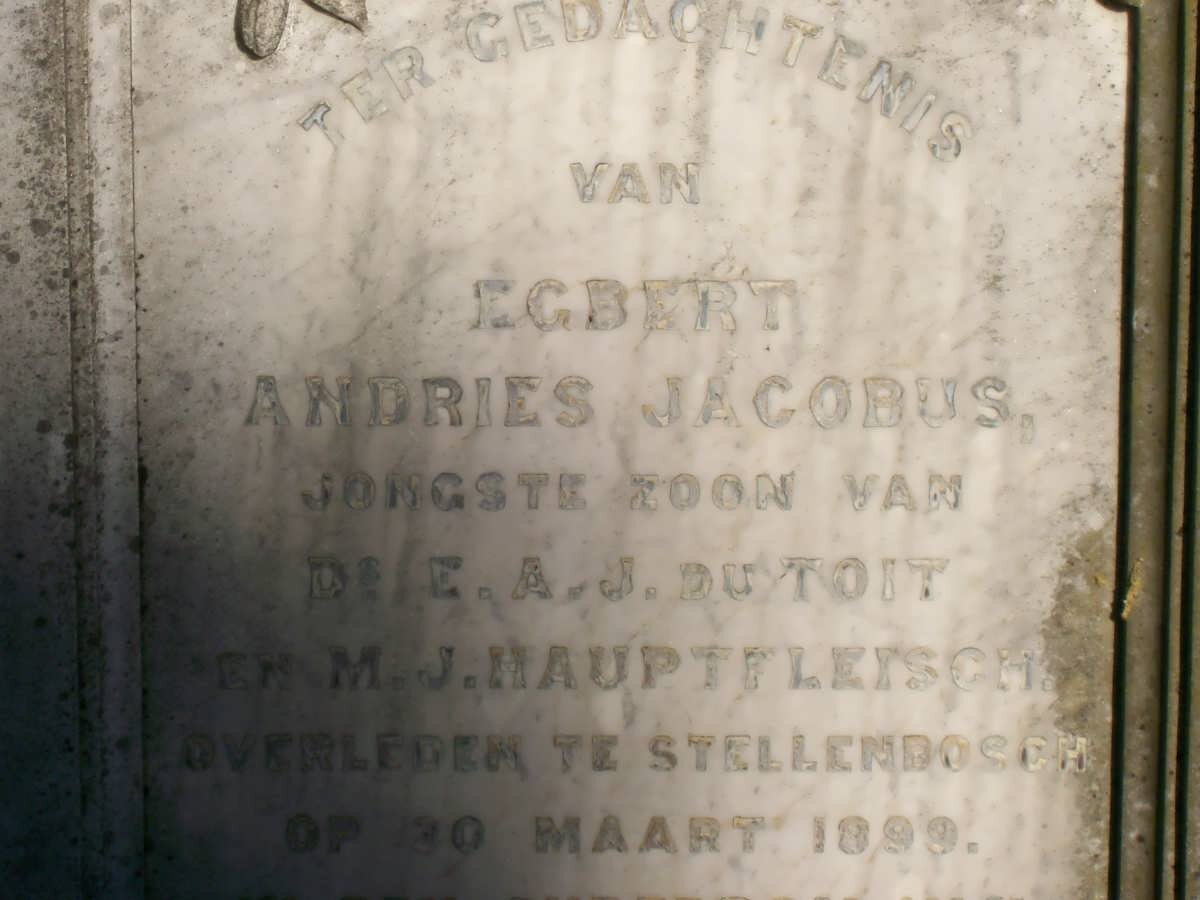 TER GEDACHTENIS
VAN
EGBERT
ANDRIES JACOBUS,
JONGSTE ZOON VAN
Ds E. A. J. DU TOIT
EN M. J. HAUPTFLEISCH.
OVERLEDEN TE STELLENBOSCH
OP 30 MAART 1899.